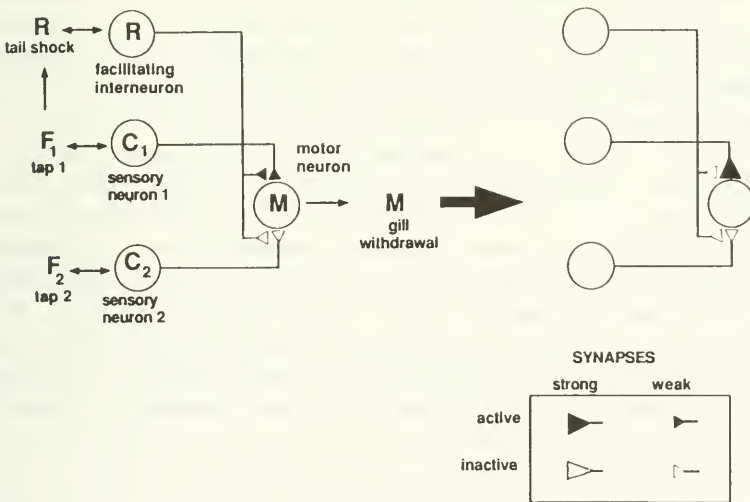 R
tail shock
R
facilitating
interneuron
F1
tap 1
C1
sensory
neuron 1
motor
neuron
M
M
gill
withdrawal
F2
tap 2
C2
sensory
neuron 2
SYNAPSES
strong weak
active
inactive